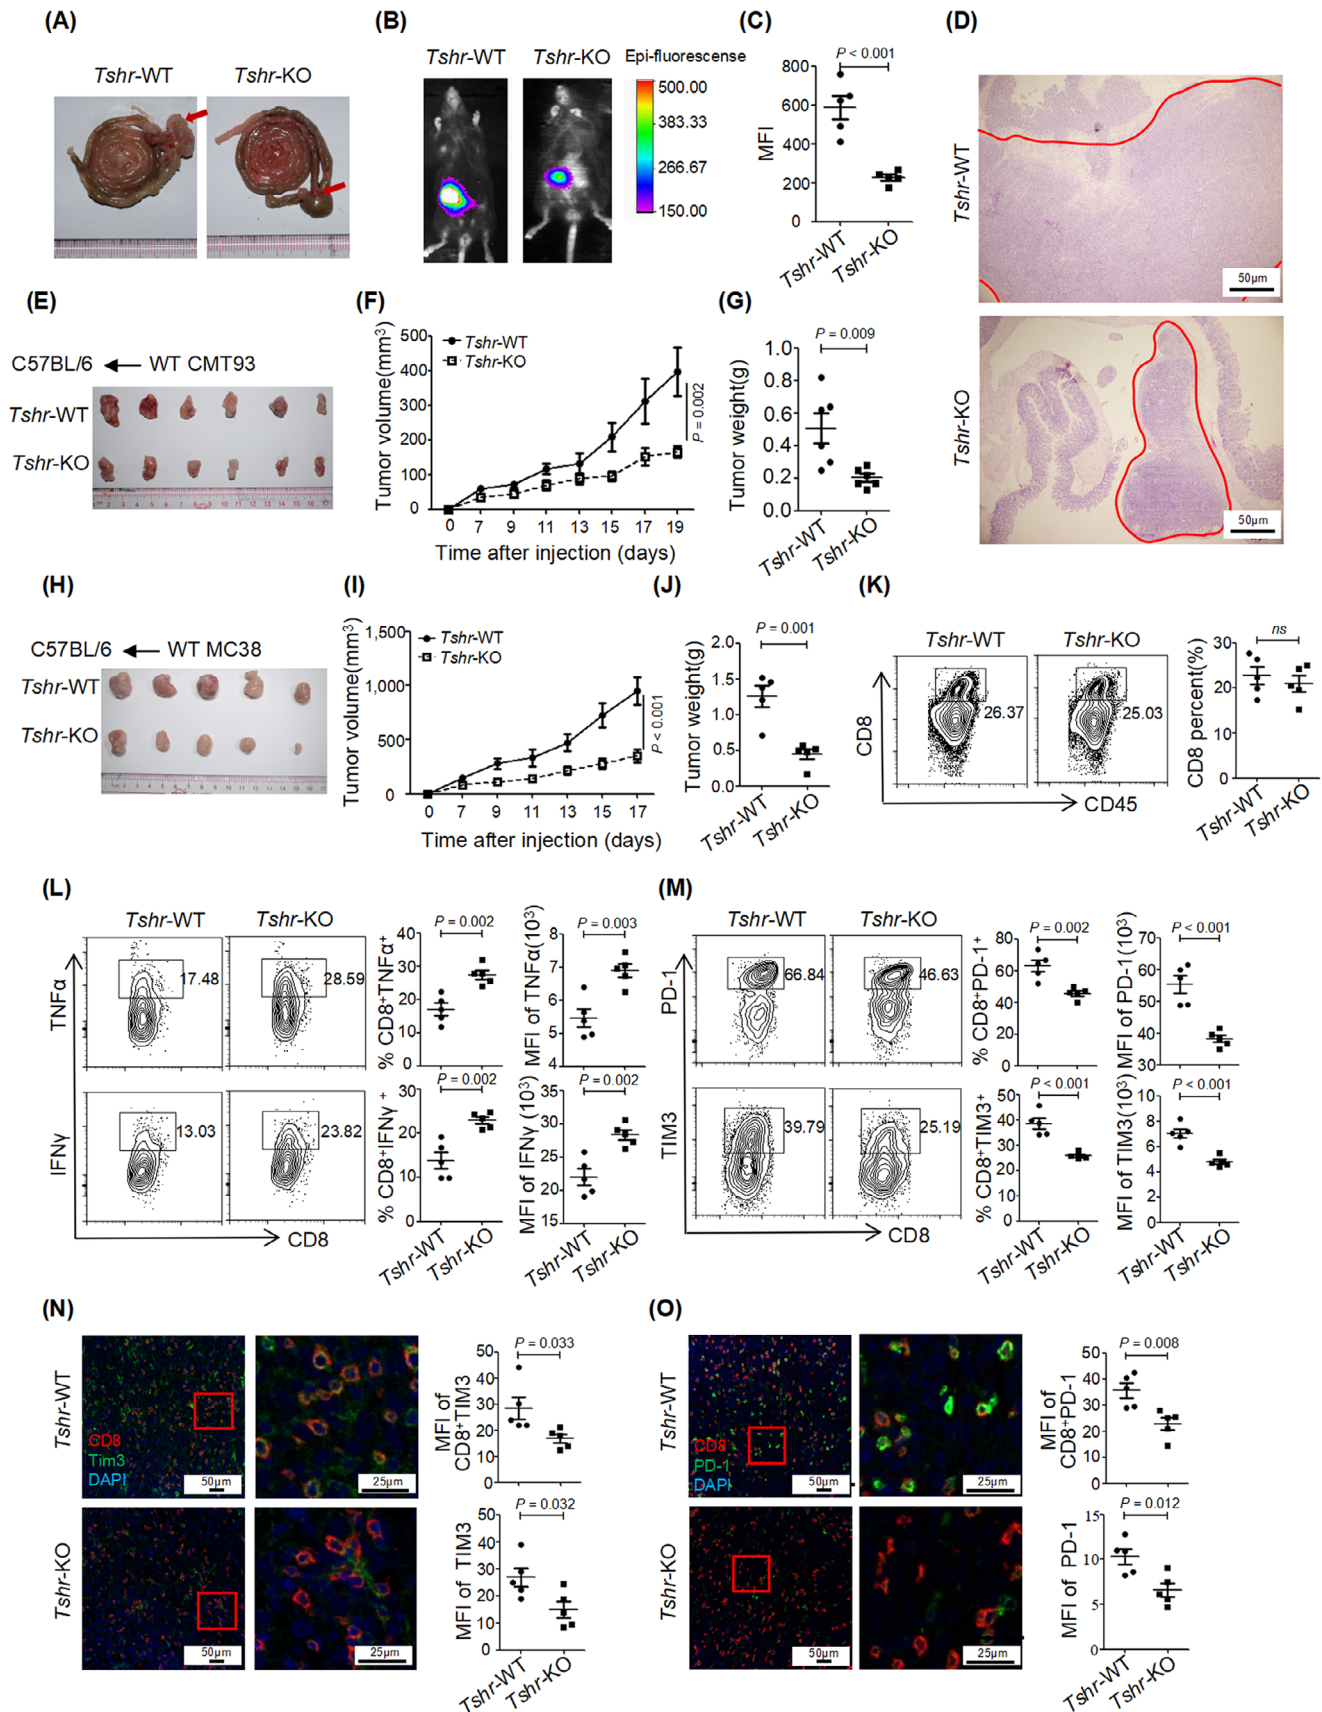 (A)
Tshr-WT
Tshr-KO
(B)
Tshr-WT
Tshr-KO
Epi-fluorescense
500.00
383.33
266.67
150.00
(C)
P < 0.001
800
600
400
200
0
MFI
Tshr-WT
Tshr-KO
(D)
Tshr-WT
50μm
Tshr-KO
50μm
(E)
C57BL/6 ← WT CMT93
Tshr-WT
Tshr-KO
(F)
500
400
300
200
100
0
Tumor volume(mm³)
Tshr-WT
Tshr-KO
P = 0.002
0 7 9 11 13 15 17 19
Time after injection (days)
(G)
P = 0.009
1.0
0.8
0.6
0.4
0.2
0.0
Tumor weight(g)
Tshr-WT
Tshr-KO
(H)
C57BL/6 ← WT MC38
Tshr-WT
Tshr-KO
(I)
1,500
1,000
500
0
Tumor volume(mm³)
Tshr-WT
Tshr-KO
P < 0.001
0 7 9 11 13 15 17
Time after injection (days)
(J)
P = 0.001
2.0
1.5
1.0
0.5
0.0
Tumor weight(g)
Tshr-WT
Tshr-KO
(K)
Tshr-WT
Tshr-KO
26.37
25.03
CD8
CD45
ns
30
20
10
0
CD8 percent(%)
Tshr-WT
Tshr-KO
(L)
Tshr-WT
Tshr-KO
TNFα
17.48
28.59
P = 0.002
40
30
20
10
0
% CD8⁺TNFα⁺
P = 0.003
8
7
6
5
4
MFI of TNFα(10³)
IFNγ
13.03
23.82
CD8
P = 0.002
30
20
10
0
% CD8⁺IFNγ ⁺
Tshr-WT
Tshr-KO
P = 0.002
40
35
30
25
20
15
MFI of IFNγ (10³)
Tshr-WT
Tshr-KO
(M)
Tshr-WT
Tshr-KO
PD-1
66.84
46.63
P = 0.002
80
60
40
20
0
% CD8⁺PD-1⁺
P < 0.001
70
60
50
40
30
MFI of PD-1 (10³)
TIM3
39.79
25.19
CD8
P < 0.001
50
40
30
20
10
0
% CD8⁺TIM3⁺
Tshr-WT
Tshr-KO
P < 0.001
10
8
6
4
2
0
MFI of TIM3(10³)
Tshr-WT
Tshr-KO
(N)
Tshr-WT
CD8
Tim3
DAPI
50μm
25μm
P = 0.033
50
40
30
20
10
0
MFI of
CD8⁺TIM3
Tshr-KO
50μm
25μm
P = 0.032
50
40
30
20
10
0
MFI of TIM3
Tshr-WT
Tshr-KO
(O)
Tshr-WT
CD8
PD-1
DAPI
50μm
25μm
P = 0.008
50
40
30
20
10
0
MFI of
CD8⁺PD-1
Tshr-KO
50μm
25μm
P = 0.012
15
10
5
0
MFI of PD-1
Tshr-WT
Tshr-KO